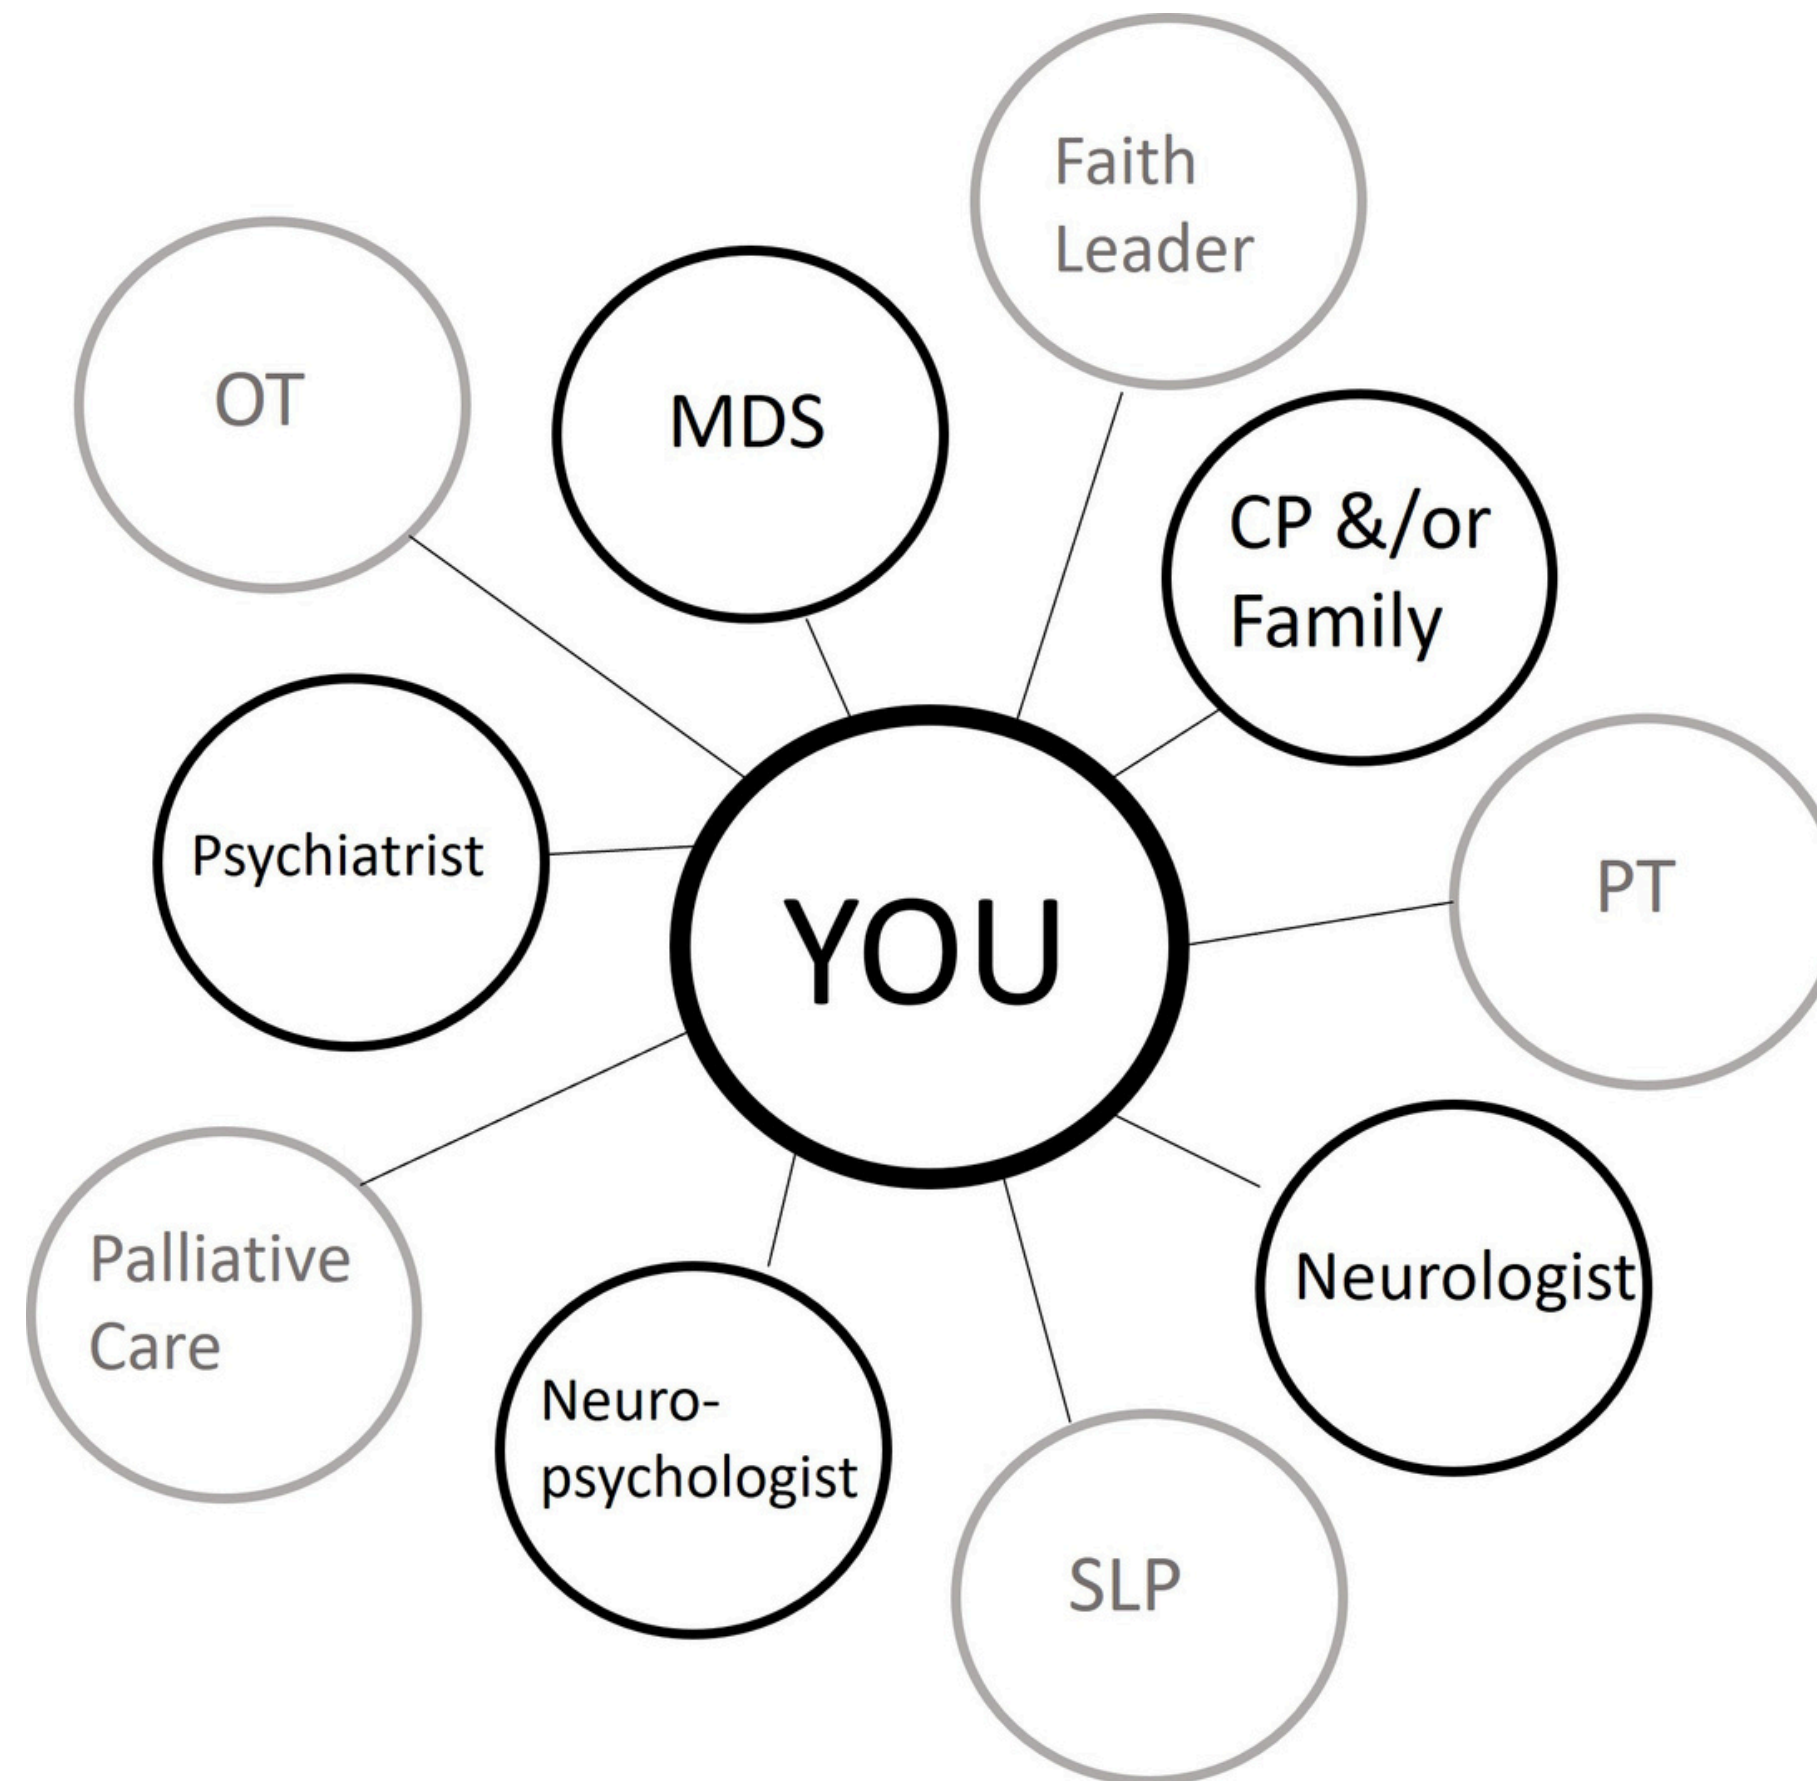 Faith
Leader
OT
MDS
CP &/or
Family
Psychiatrist
YOU
PT
Palliative
Care
Neurologist
Neuro-
psychologist
SLP